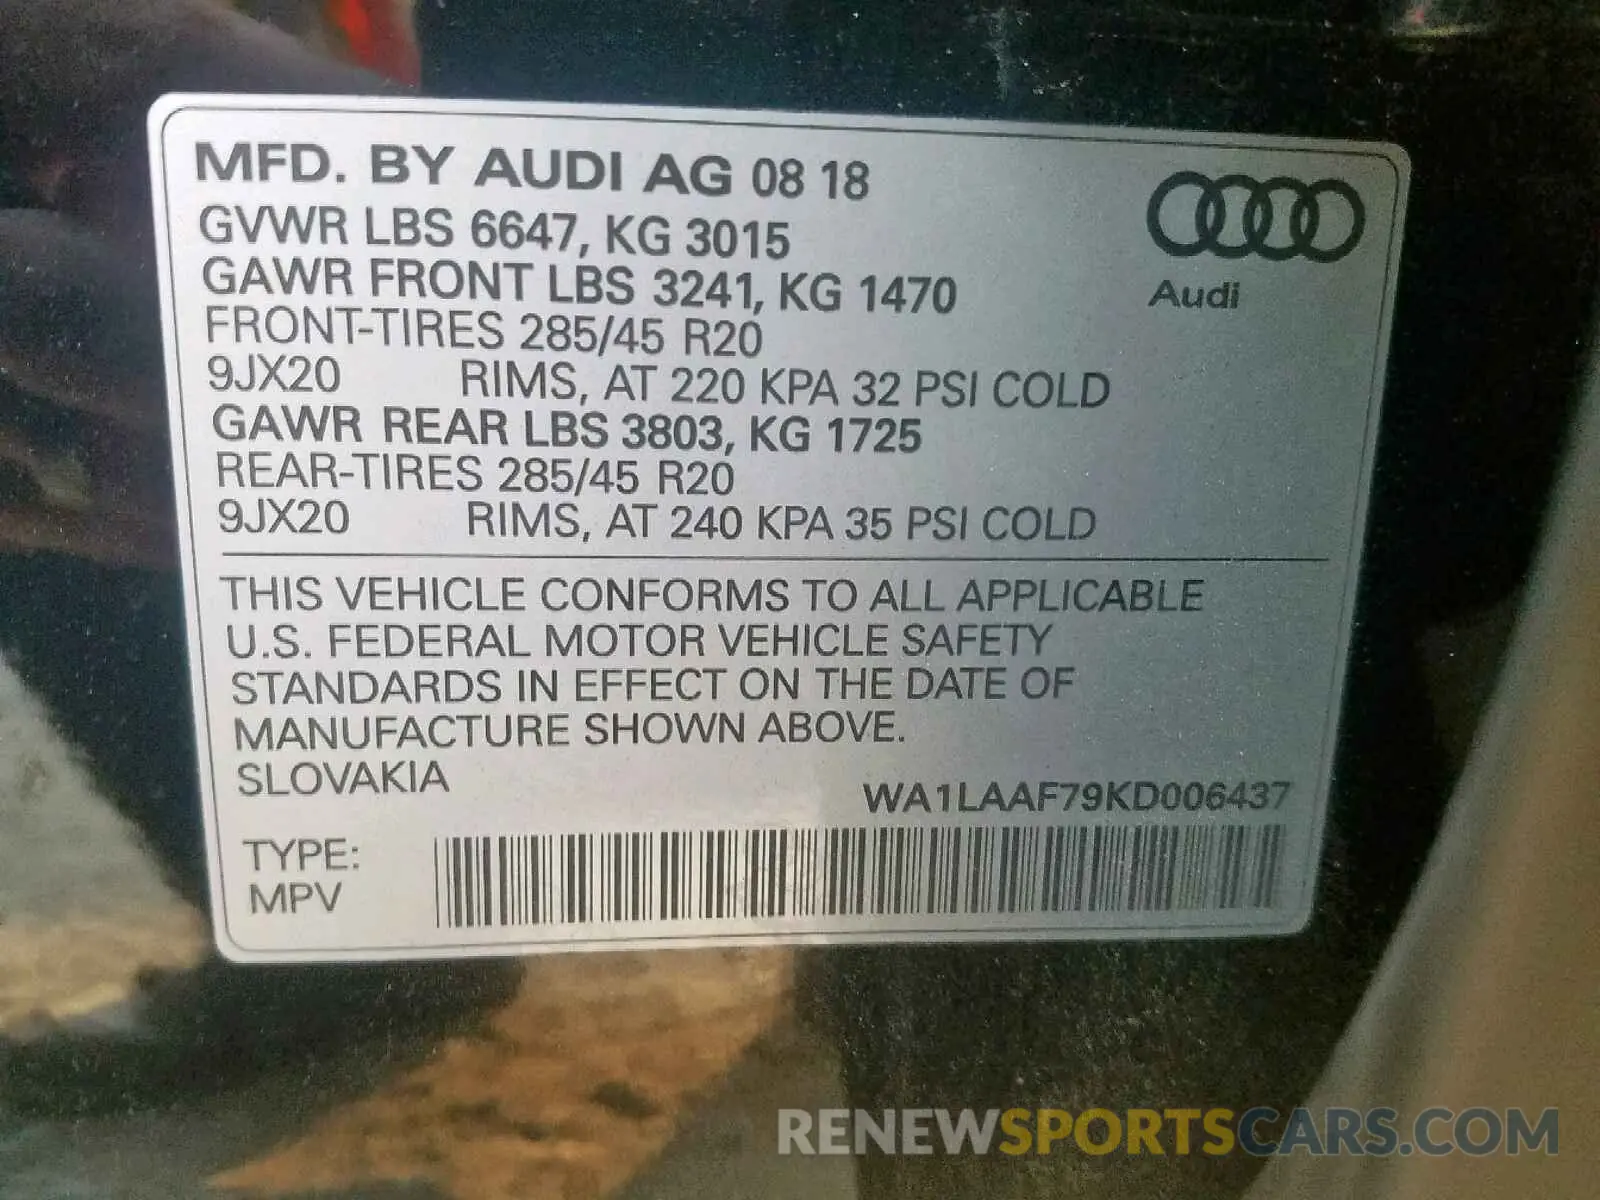 MFD. BY AUDI AG 08 18
GVWR LBS 6647, KG 3015
GAWR FRONT LBS 3241, KG 1470
FRONT-TIRES 285/45 R20
9JX20 RIMS, AT 220 KPA 32 PSI COLD
GAWR REAR LBS 3803, KG 1725
REAR-TIRES 285/45 R20
9JX20 RIMS, AT 240 KPA 35 PSI COLD
Audi
THIS VEHICLE CONFORMS TO ALL APPLICABLE
U.S. FEDERAL MOTOR VEHICLE SAFETY
STANDARDS IN EFFECT ON THE DATE OF
MANUFACTURE SHOWN ABOVE.
SLOVAKIA
WA1LAAF79KD006437
TYPE:
MPV
RENEWSPORTSCARS.COM